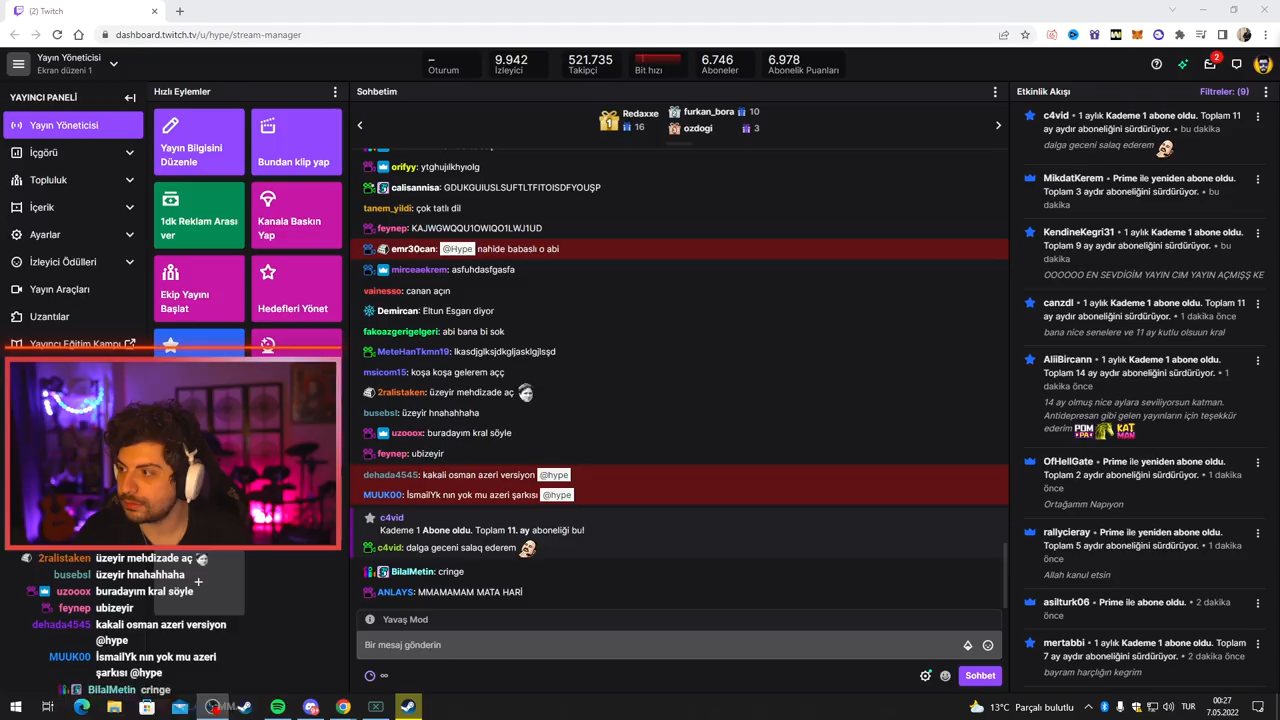 (2) Twitch
dashboard.twitch.tv/u/hype/stream-manager
Yayın Yöneticisi
Ekran düzeni 1
–
Oturum
9.942
İzleyici
521.735
Takipçi
Bit hızı
6.746
Aboneler
6.978
Abonelik Puanları
2
YAYINCI PANELİ
Yayın Yöneticisi
İçgörü
Topluluk
İçerik
Ayarlar
İzleyici Ödülleri
Yayın Araçları
Uzantılar
Yayıncı Eğitim Kampı
Hızlı Eylemler
Yayın Bilgisini
Düzenle
Bundan klip yap
1dk Reklam Arası
ver
Kanala Baskın
Yap
Ekip Yayını
Başlat
Hedefleri Yönet
2ralistaken üzeyir mehdizade aç
busebsl üzeyir hnahahhaha
uzooox buradayım kral söyle
feynep ubizeyir
dehada4545 kakali osman azeri versiyon
@hype
MUUK00 İsmailYk nın yok mu azeri
şarkısı @hype
BilalMetin cringe
Sohbetim
1 Redaxxe
16
furkan_bora 10
ozdogi 3
orifyy: ytghujılkhyıolg
calisannisa: GDUKGUIUSLSUFTLTFITOISDFYOUŞP
tanem_yildi: çok tatlı dil
feynep: KAJWGWQQU1OWIQO1LWJ1UD
emr30can: @Hype nahide babaslı o abi
mirceaekrem: asfuhdasfgasfa
vainesso: canan açın
Demircan: Eltun Esgarı diyor
fakoazgerigelgeri: abi bana bi sok
MeteHanTkmn19: lkasdjglksjdkgljasklgjlsşd
msicom15: koşa koşa gelerem açç
2ralistaken: üzeyir mehdizade aç
busebsl: üzeyir hnahahhaha
uzooox: buradayım kral söyle
feynep: ubizeyir
dehada4545: kakali osman azeri versiyon @hype
MUUK00: İsmailYk nın yok mu azeri şarkısı @hype
c4vid
Kademe 1 Abone oldu. Toplam 11. ay aboneliği bu!
c4vid: dalga geceni salaq ederem
BilalMetin: cringe
ANLAYS: MMAMAMAM MATA HARİ
Yavaş Mod
Bir mesaj gönderin
∞
Sohbet
Etkinlik Akışı
Filtreler: (9)
c4vid • 1 aylık Kademe 1 abone oldu. Toplam 11
ay aydır aboneliğini sürdürüyor. • bu dakika
dalga geceni salaq ederem
MikdatKerem • Prime ile yeniden abone oldu.
Toplam 3 aydır aboneliğini sürdürüyor. • bu
dakika
KendineKegri31 • 1 aylık Kademe 1 abone oldu.
Toplam 9 ay aydır aboneliğini sürdürüyor. • bu
dakika
OOOOOO EN SEVDİGİM YAYIN CIM YAYIN AÇMIŞŞ KE
canzdl • 1 aylık Kademe 1 abone oldu. Toplam 11
ay aydır aboneliğini sürdürüyor. • 1 dakika önce
bana nice senelere ve 11 ay kutlu olsuun kral
AliiBircann • 1 aylık Kademe 1 abone oldu.
Toplam 14 ay aydır aboneliğini sürdürüyor. • 1
dakika önce
14 ay olmuş nice aylara seviliyorsun katman.
Antidepresan gibi gelen yayınların için teşekkür
ederim POM PA KAT MAN
OfHellGate • Prime ile yeniden abone oldu.
Toplam 2 aydır aboneliğini sürdürüyor. • 1 dakika
önce
Ortağamm Napıyon
rallycieray • Prime ile yeniden abone oldu.
Toplam 5 aydır aboneliğini sürdürüyor. • 1 dakika
önce
Allah kanul etsin
asilturk06 • Prime ile abone oldu. • 2 dakika
önce
mertabbi • 1 aylık Kademe 1 abone oldu. Toplam
7 ay aydır aboneliğini sürdürüyor. • 2 dakika önce
bayram harçlığın kegrim
13°C Parçalı bulutlu
TUR
00:27
7.05.2022